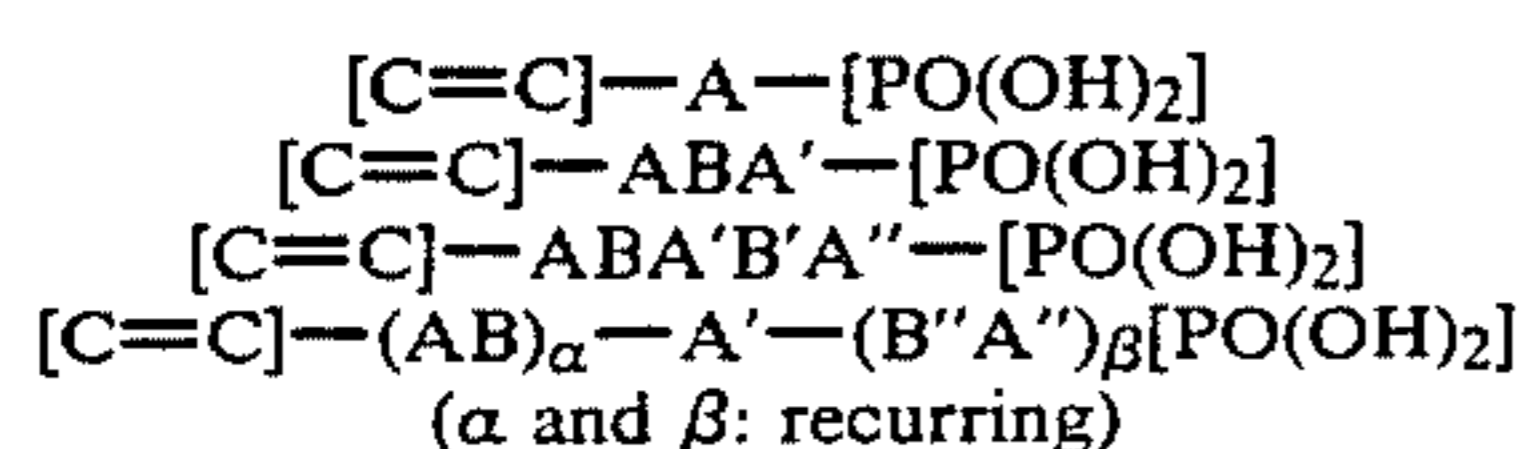 [C=C]—A—[PO(OH)₂]
[C=C]—ABA′—[PO(OH)₂]
[C=C]—ABA′B′A″—[PO(OH)₂]
[C=C]—(AB)α—A′—(B″A″)β[PO(OH)₂]
(α and β: recurring)